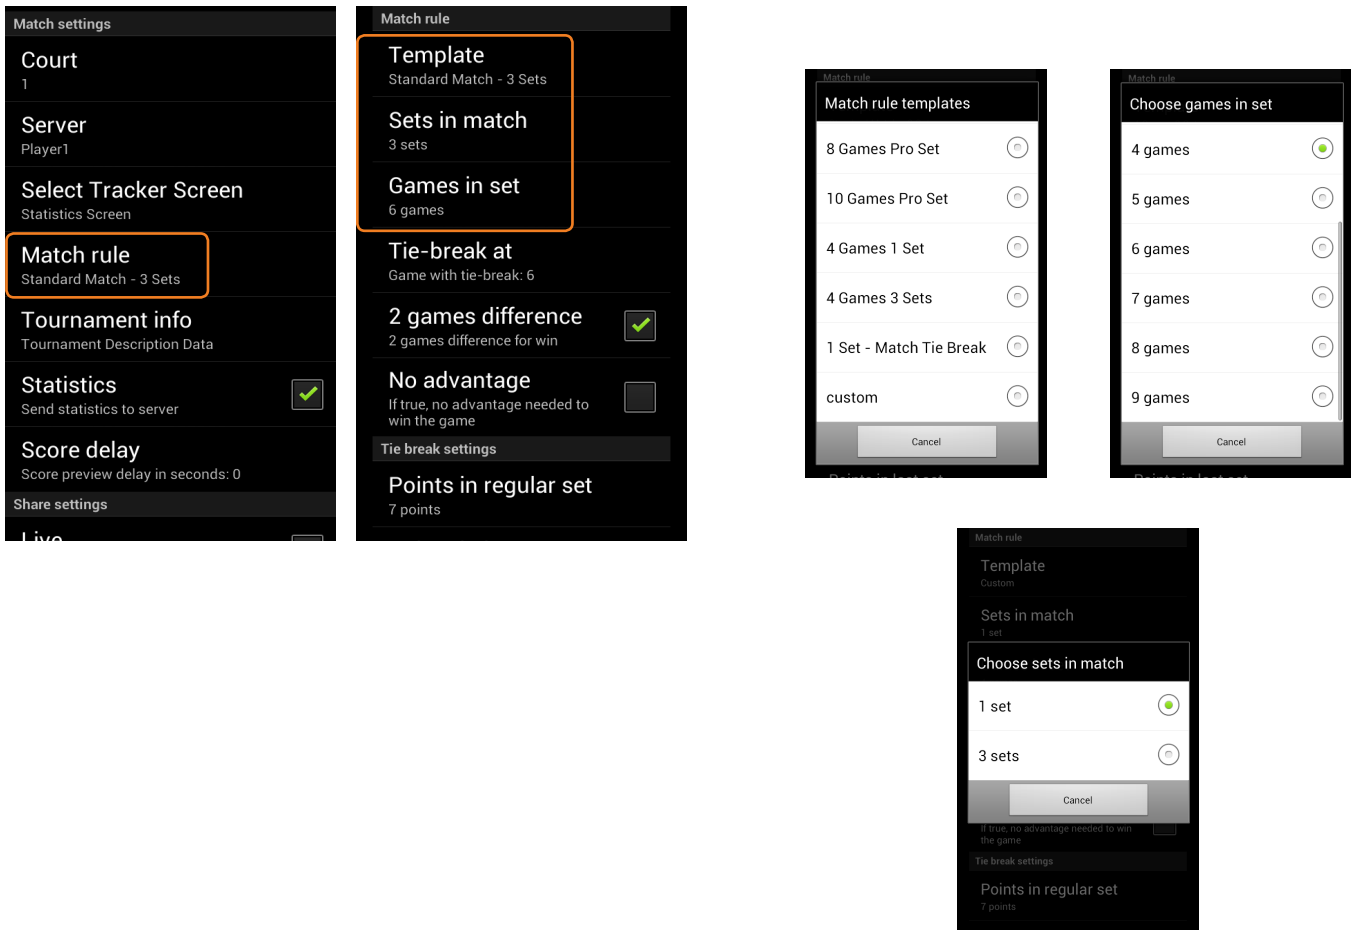 Match settings
Court
1
Server
Player1
Select Tracker Screen
Statistics Screen
Match rule
Standard Match - 3 Sets
Tournament info
Tournament Description Data
Statistics
Send statistics to server
Score delay
Score preview delay in seconds: 0
Share settings
Live
Match rule
Template
Standard Match - 3 Sets
Sets in match
3 sets
Games in set
6 games
Tie-break at
Game with tie-break: 6
2 games difference
2 games difference for win
No advantage
If true, no advantage needed to
win the game
Tie break settings
Points in regular set
7 points
Match rule
Match rule templates
8 Games Pro Set
10 Games Pro Set
4 Games 1 Set
4 Games 3 Sets
1 Set - Match Tie Break
custom
Cancel
Points in last set
Match rule
Choose games in set
4 games
5 games
6 games
7 games
8 games
9 games
Cancel
Points in last set
Match rule
Template
Custom
Sets in match
1 set
Choose sets in match
1 set
3 sets
Cancel
If true, no advantage needed to win
the game
Tie break settings
Points in regular set
7 points